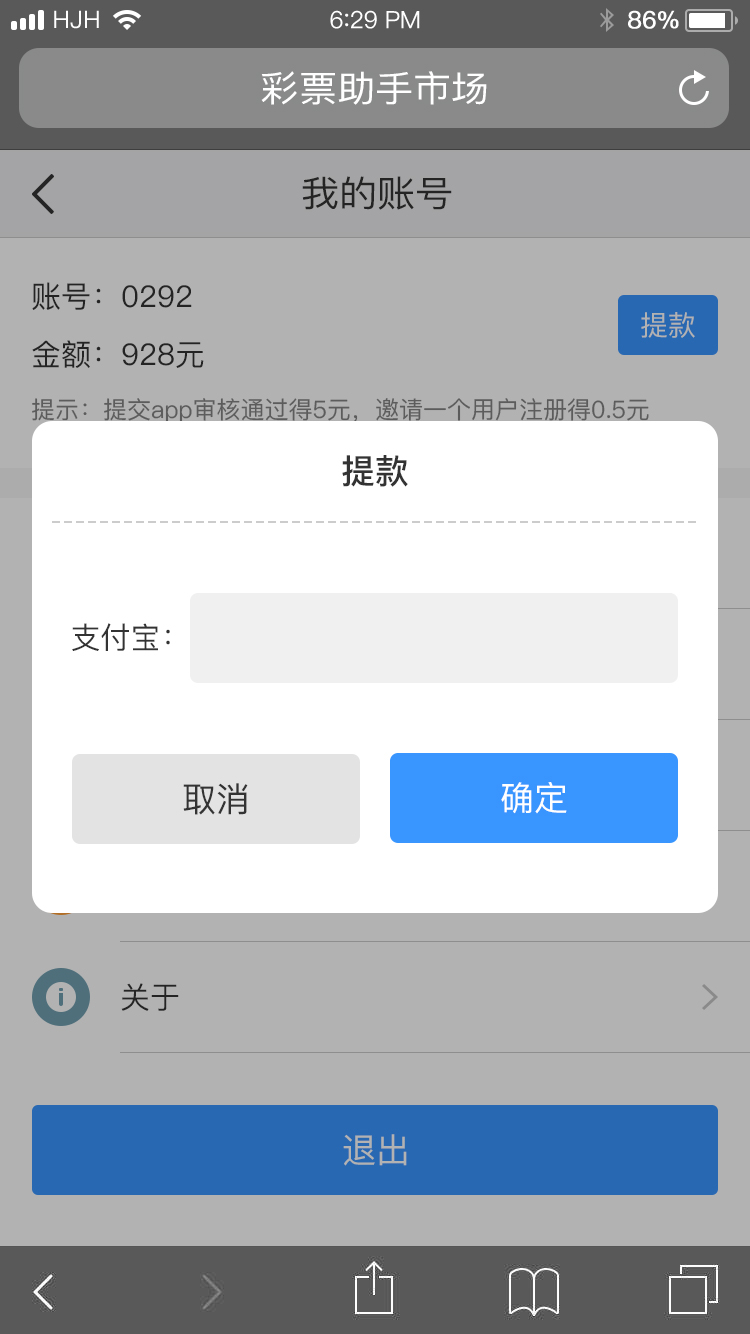 HJH 6:29 PM 86%
彩票助手市场
我的账号
账号：0292
金额：928元
提款
提示：提交app审核通过得5元，邀请一个用户注册得0.5元
提款
支付宝：
取消
确定
关于
退出